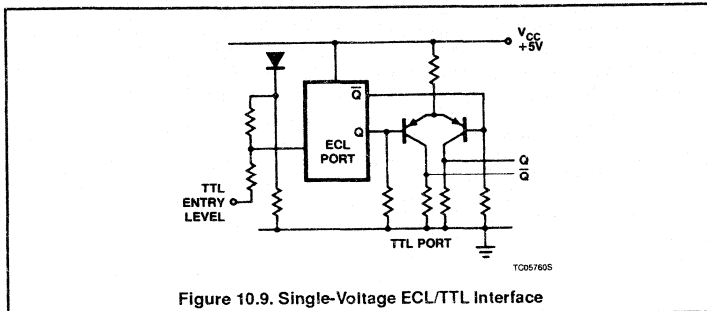 VCC
+5V
Q̅
Q
ECL
PORT
Q
Q̅
TTL
ENTRY
LEVEL
TTL PORT
TC05760S
Figure 10.9. Single-Voltage ECL/TTL Interface